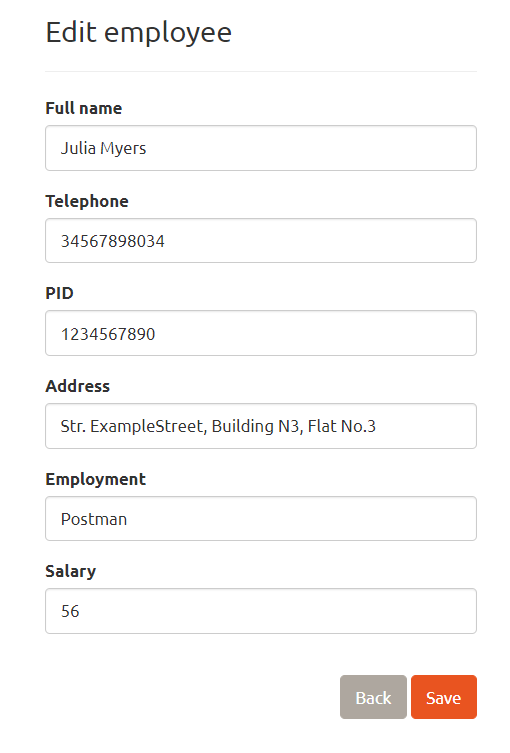 Edit employee
Full name
Julia Myers
Telephone
34567898034
PID
1234567890
Address
Str. ExampleStreet, Building N3, Flat No.3
Employment
Postman
Salary
56
Back Save